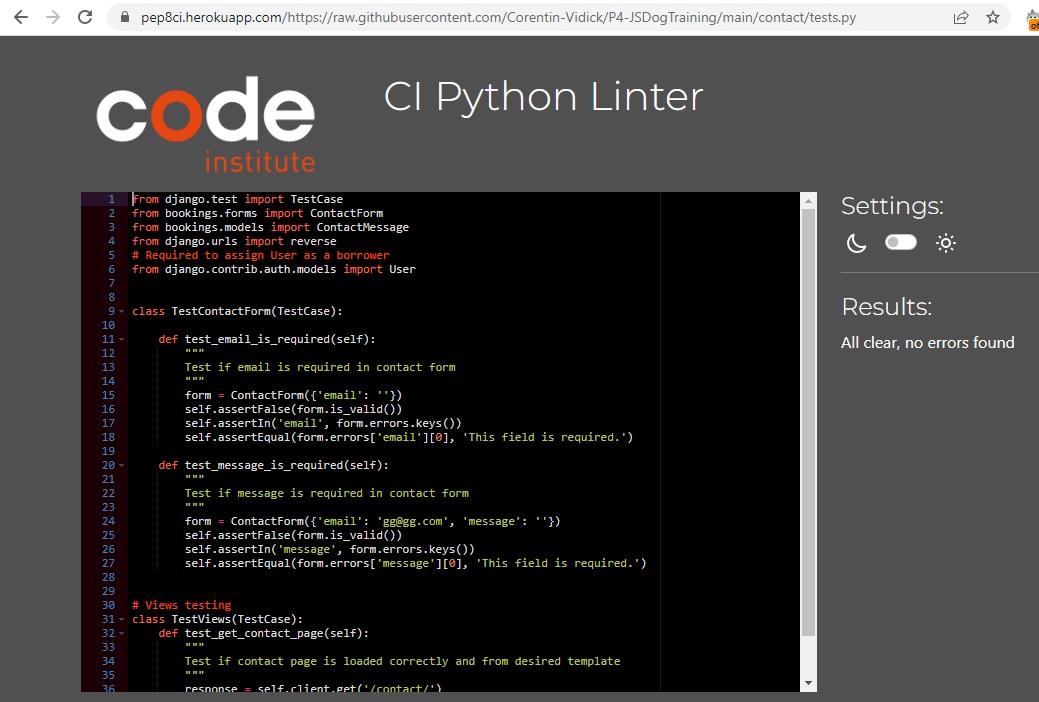 pep8ci.herokuapp.com/https://raw.githubusercontent.com/Corentin-Vidick/P4-JSDogTraining/main/contact/tests.py
of
code
institute
CI Python Linter
1 from django.test import TestCase
2 from bookings.forms import ContactForm
3 from bookings.models import ContactMessage
4 from django.urls import reverse
5 # Required to assign User as a borrower
6 from django.contrib.auth.models import User
7
8
9 class TestContactForm(TestCase):
10
11     def test_email_is_required(self):
12         """
13         Test if email is required in contact form
14         """
15         form = ContactForm({'email': ''})
16         self.assertFalse(form.is_valid())
17         self.assertIn('email', form.errors.keys())
18         self.assertEqual(form.errors['email'][0], 'This field is required.')
19
20     def test_message_is_required(self):
21         """
22         Test if message is required in contact form
23         """
24         form = ContactForm({'email': 'gg@gg.com', 'message': ''})
25         self.assertFalse(form.is_valid())
26         self.assertIn('message', form.errors.keys())
27         self.assertEqual(form.errors['message'][0], 'This field is required.')
28
29
30 # Views testing
31 class TestViews(TestCase):
32     def test_get_contact_page(self):
33         """
34         Test if contact page is loaded correctly and from desired template
35         """
36         response = self.client.get('/contact/')
Settings:
Results:
All clear, no errors found